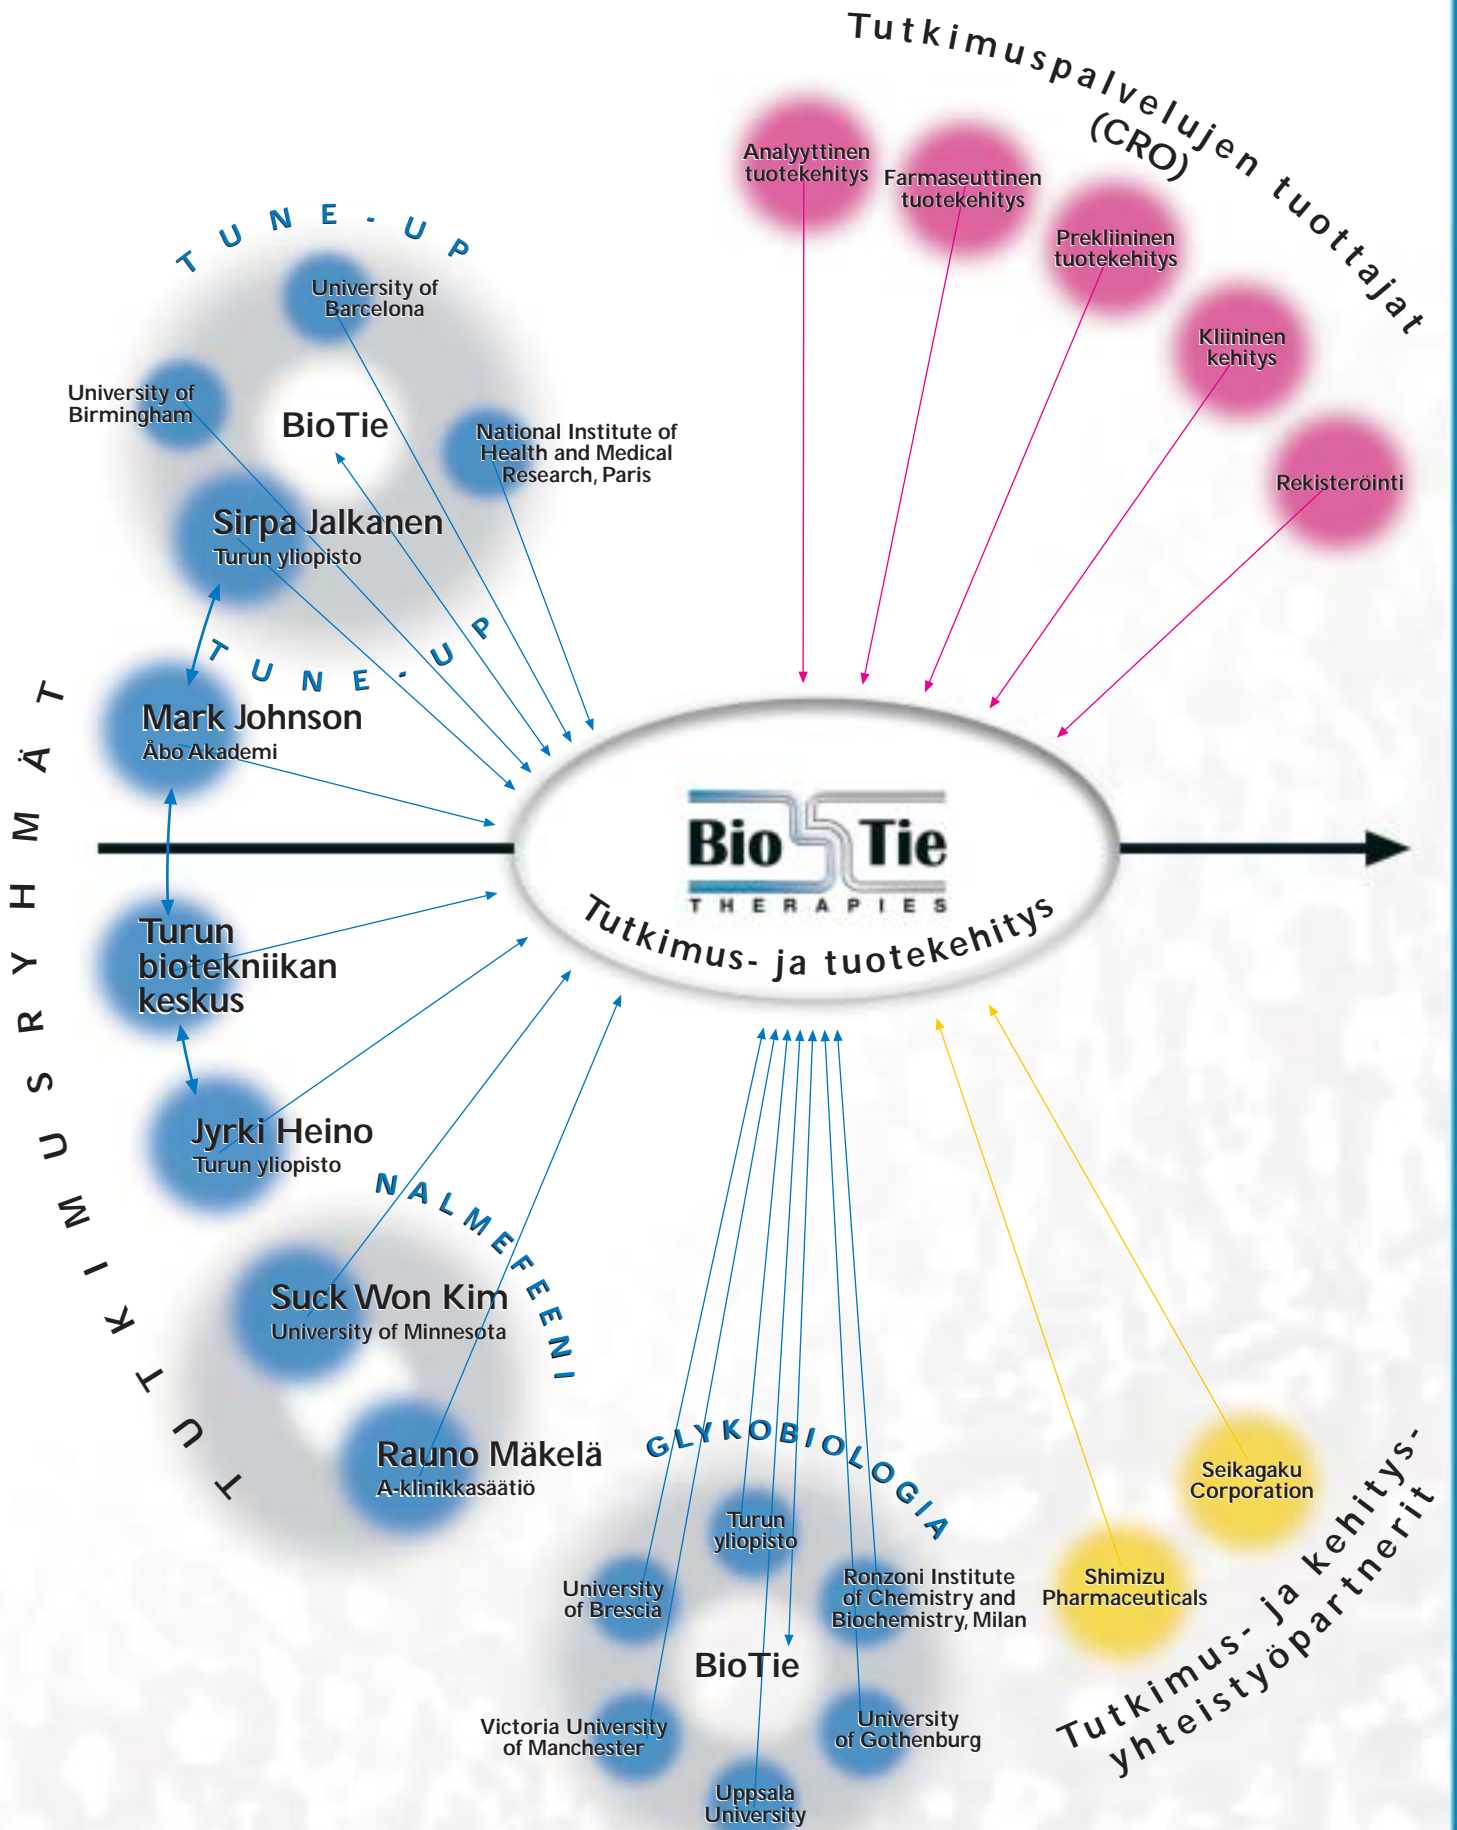 Tutkimuspalvelujen tuottajat
(CRO)
Analyyttinen
tuotekehitys
Farmaseuttinen
tuotekehitys
Prekliininen
tuotekehitys
Kliininen
kehitys
Rekisteröinti
TUNE-UP
University of
Barcelona
University of
Birmingham
BioTie
National Institute of
Health and Medical
Research, Paris
Sirpa Jalkanen
Turun yliopisto
TUNE-UP
TUTKIMUSRYHMÄT
Mark Johnson
Åbo Akademi
Bio Tie
THERAPIES
Tutkimus- ja tuotekehitys
Turun
biotekniikan
keskus
Jyrki Heino
Turun yliopisto
NALMEFEENI
Suck Won Kim
University of Minnesota
Rauno Mäkelä
A-klinikkasäätiö
GLYKOBIOLOGIA
Turun
yliopisto
University
of Brescia
Ronzoni Institute
of Chemistry and
Biochemistry, Milan
BioTie
Victoria University
of Manchester
University
of Gothenburg
Uppsala
University
Seikagaku
Corporation
Shimizu
Pharmaceuticals
Tutkimus- ja kehitys-
yhteistyöpartnerit